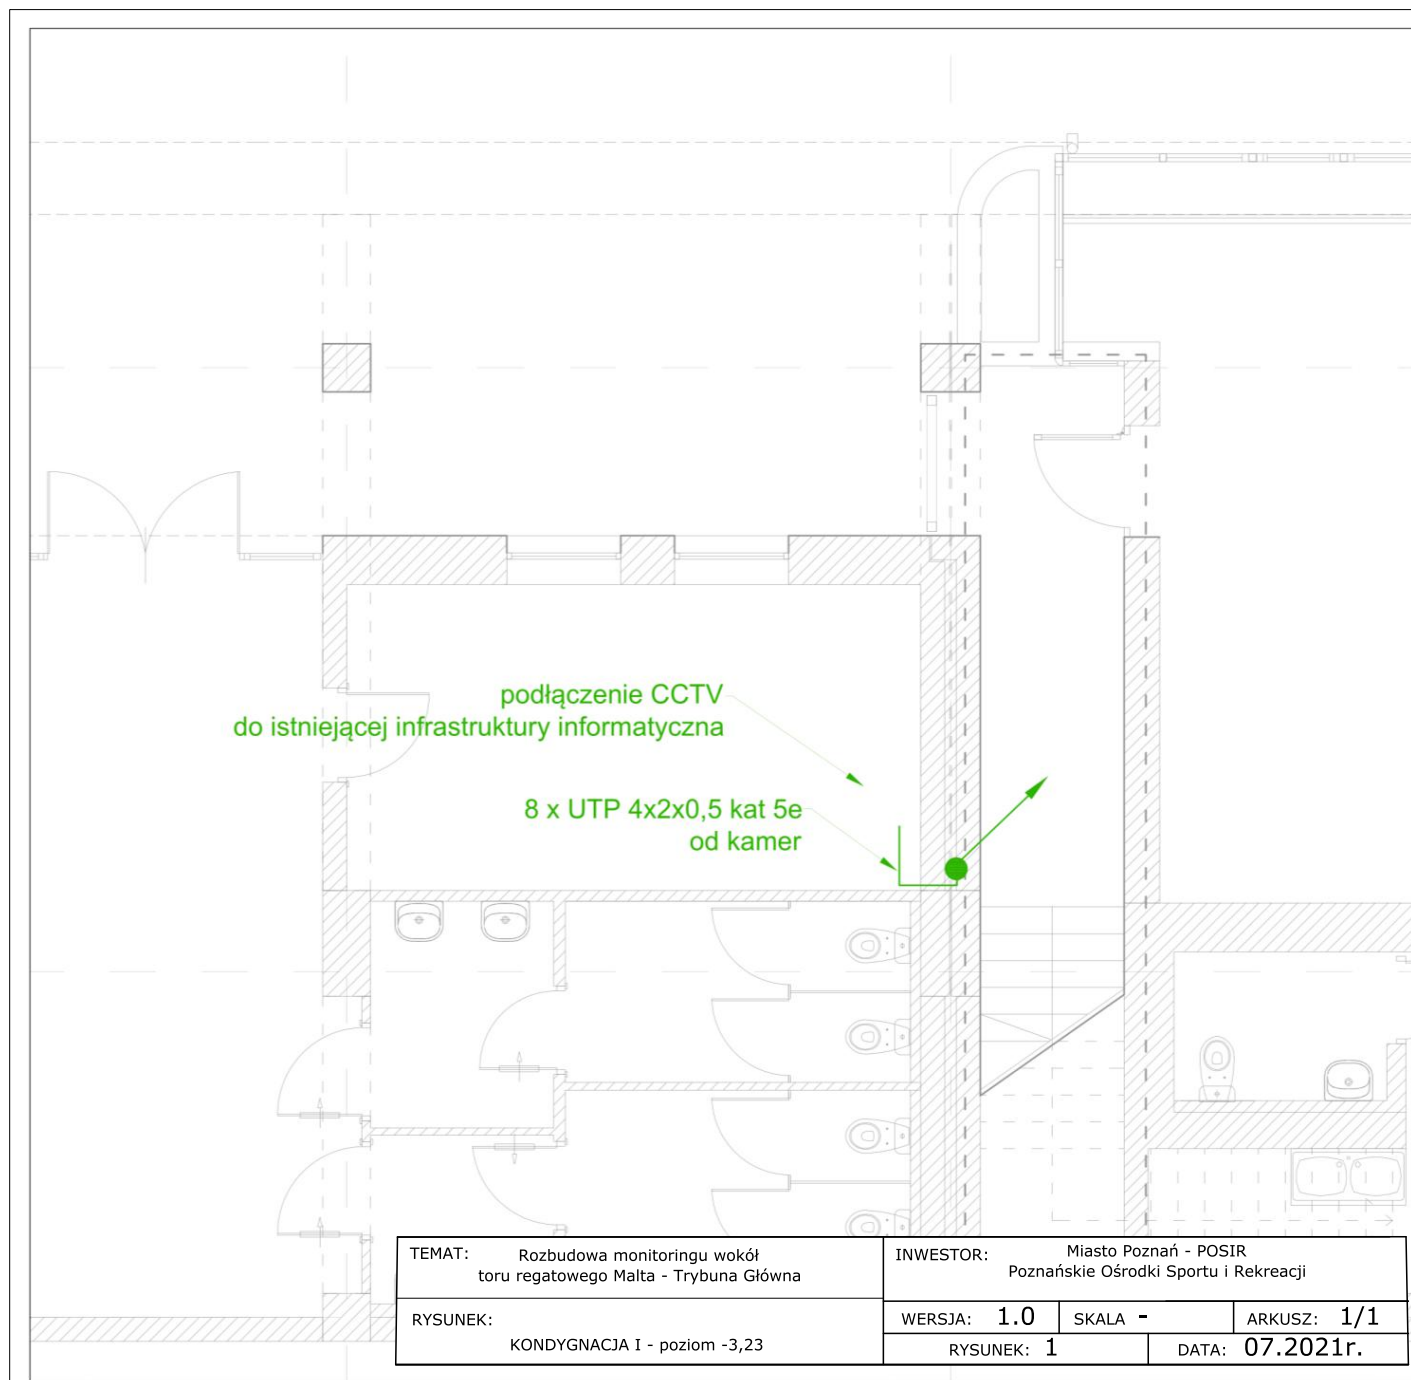 podłączenie CCTV
do istniejącej infrastruktury informatyczna
8 x UTP 4x2x0,5 kat 5e
od kamer
TEMAT: Rozbudowa monitoringu wokół
toru regatowego Malta - Trybuna Główna
INWESTOR: Miasto Poznań - POSIR
Poznańskie Ośrodki Sportu i Rekreacji
RYSUNEK:
KONDYGNACJA I - poziom -3,23
WERSJA: 1.0 SKALA - ARKUSZ: 1/1
RYSUNEK: 1 DATA: 07.2021r.